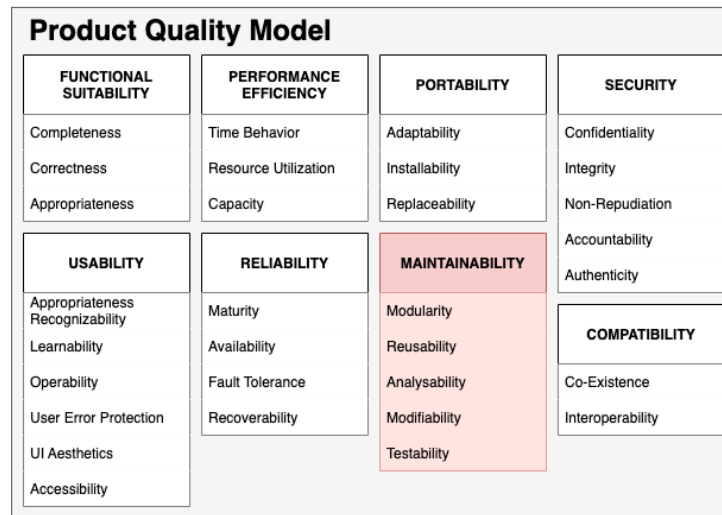 Product Quality Model
FUNCTIONAL
SUITABILITY
Completeness
Correctness
Appropriateness
PERFORMANCE
EFFICIENCY
Time Behavior
Resource Utilization
Capacity
PORTABILITY
Adaptability
Installability
Replaceability
SECURITY
Confidentiality
Integrity
Non-Repudiation
Accountability
Authenticity
USABILITY
Appropriateness
Recognizability
Learnability
Operability
User Error Protection
UI Aesthetics
Accessibility
RELIABILITY
Maturity
Availability
Fault Tolerance
Recoverability
MAINTAINABILITY
Modularity
Reusability
Analysability
Modifiability
Testability
COMPATIBILITY
Co-Existence
Interoperability